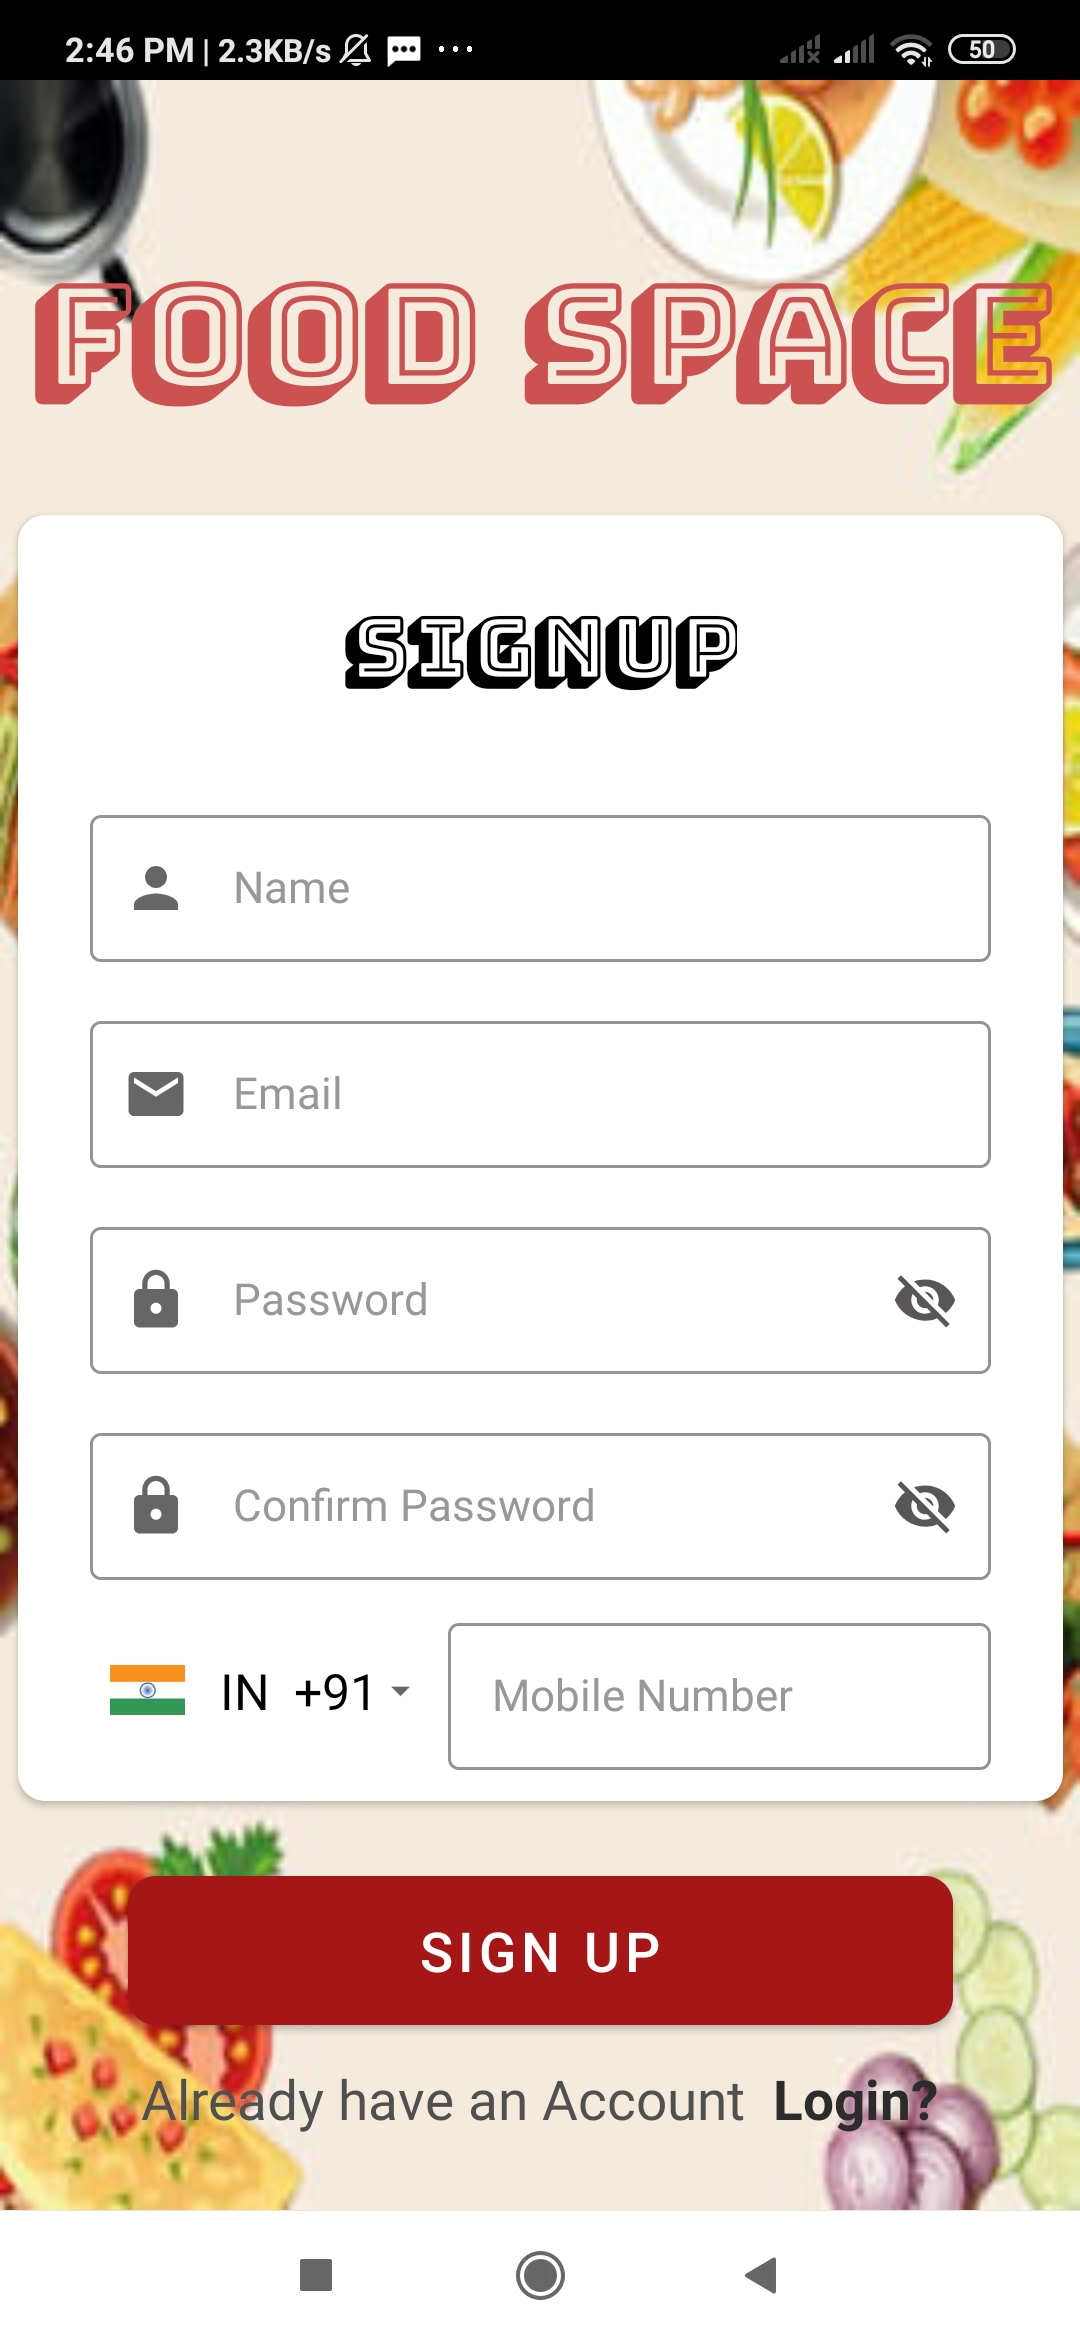 2:46 PM | 2.3KB/s ... 50
FOOD SPACE
SIGNUP
Name
Email
Password
Confirm Password
IN +91 Mobile Number
SIGN UP
Already have an Account Login?